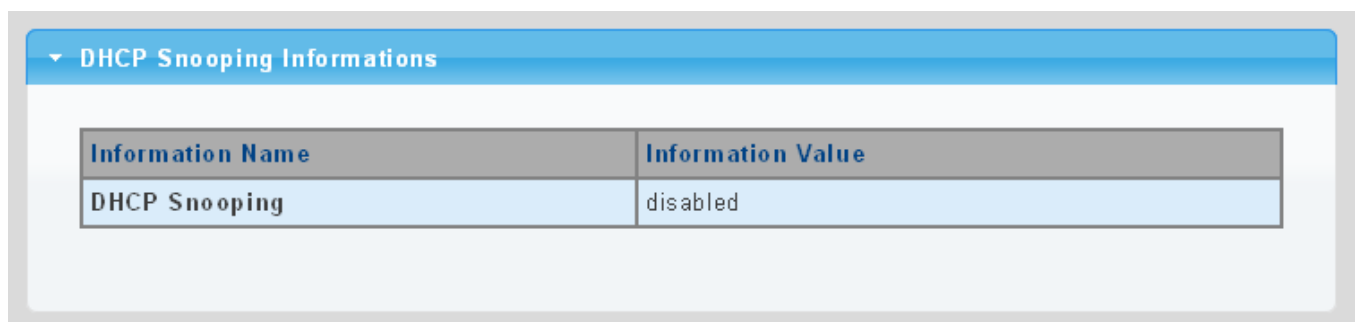 DHCP Snooping Informations
Information Name Information Value
DHCP Snooping disabled